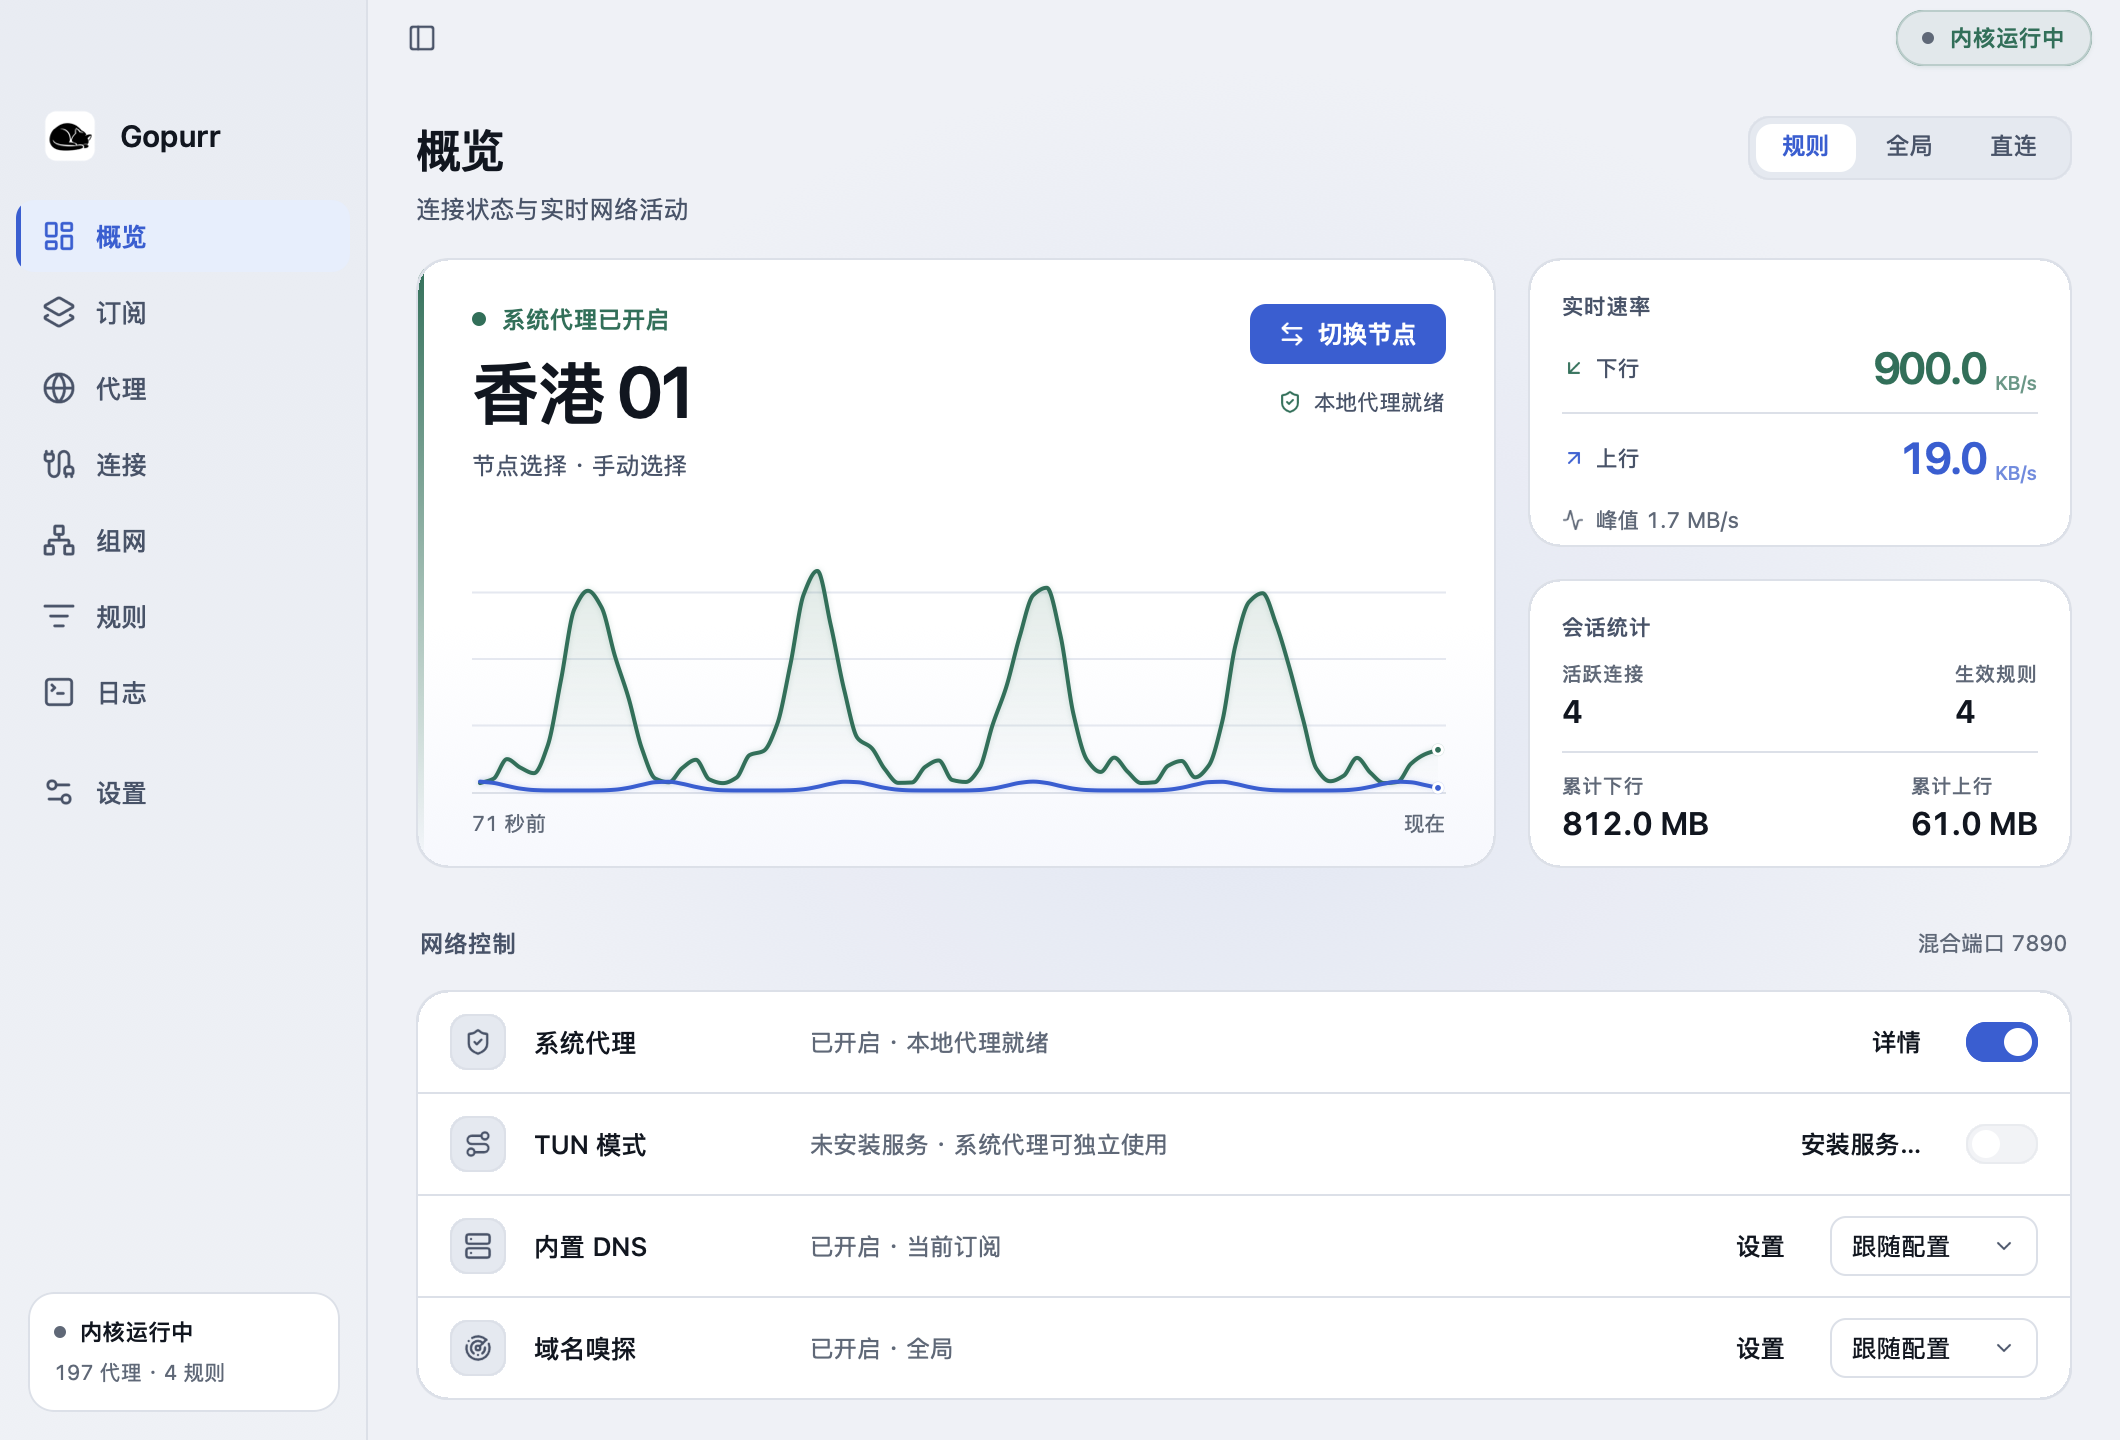 内核运行中
Gopurr
概览
订阅
代理
连接
组网
规则
日志
设置
内核运行中
197 代理 · 4 规则
概览
连接状态与实时网络活动
规则 全局 直连
系统代理已开启
香港 01
节点选择 · 手动选择
切换节点
本地代理就绪
71 秒前 现在
实时速率
下行 900.0 KB/s
上行 19.0 KB/s
峰值 1.7 MB/s
会话统计
活跃连接 生效规则
4 4
累计下行 累计上行
812.0 MB 61.0 MB
网络控制 混合端口 7890
系统代理 已开启 · 本地代理就绪 详情
TUN 模式 未安装服务 · 系统代理可独立使用 安装服务...
内置 DNS 已开启 · 当前订阅 设置 跟随配置
域名嗅探 已开启 · 全局 设置 跟随配置